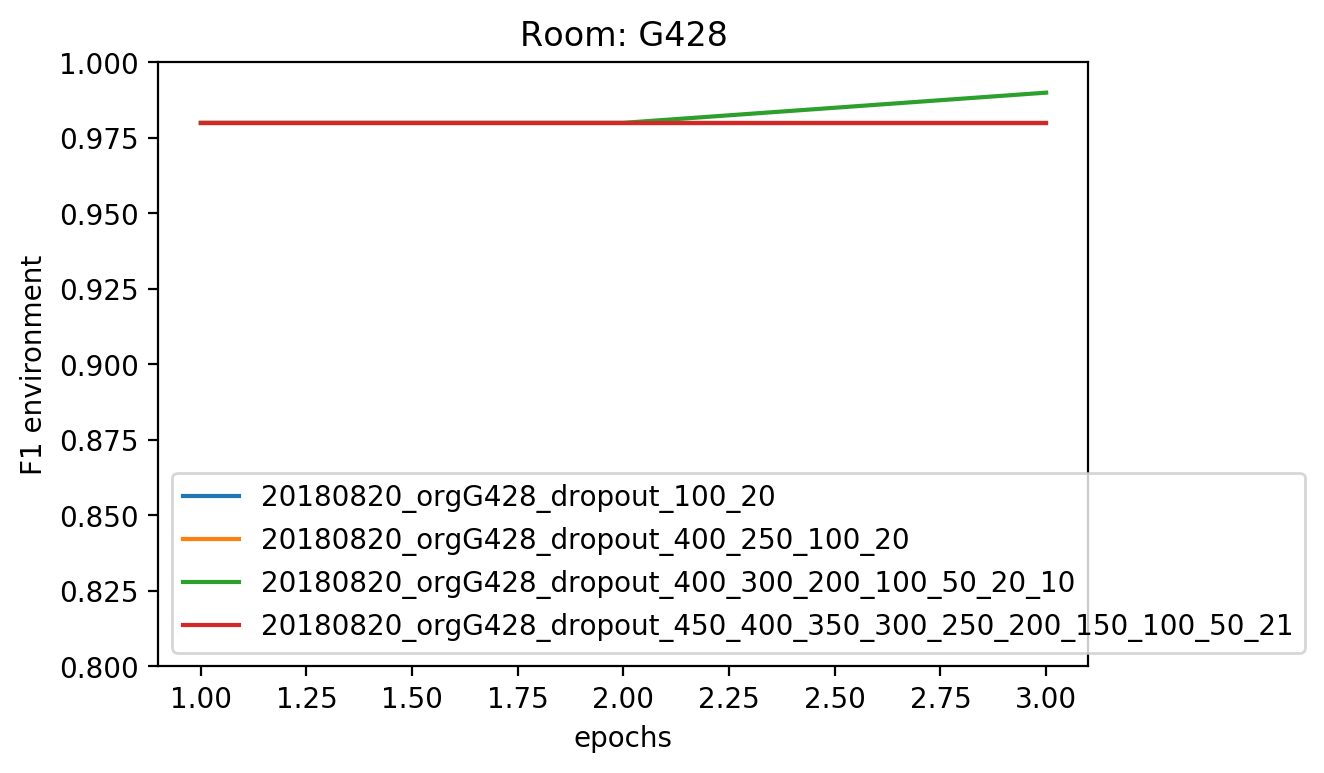 Room: G428
1.000
0.975
0.950
0.925
0.900
0.875
0.850
0.825
0.800
F1 environment
20180820_orgG428_dropout_100_20
20180820_orgG428_dropout_400_250_100_20
20180820_orgG428_dropout_400_300_200_100_50_20_10
20180820_orgG428_dropout_450_400_350_300_250_200_150_100_50_21
1.00 1.25 1.50 1.75 2.00 2.25 2.50 2.75 3.00
epochs